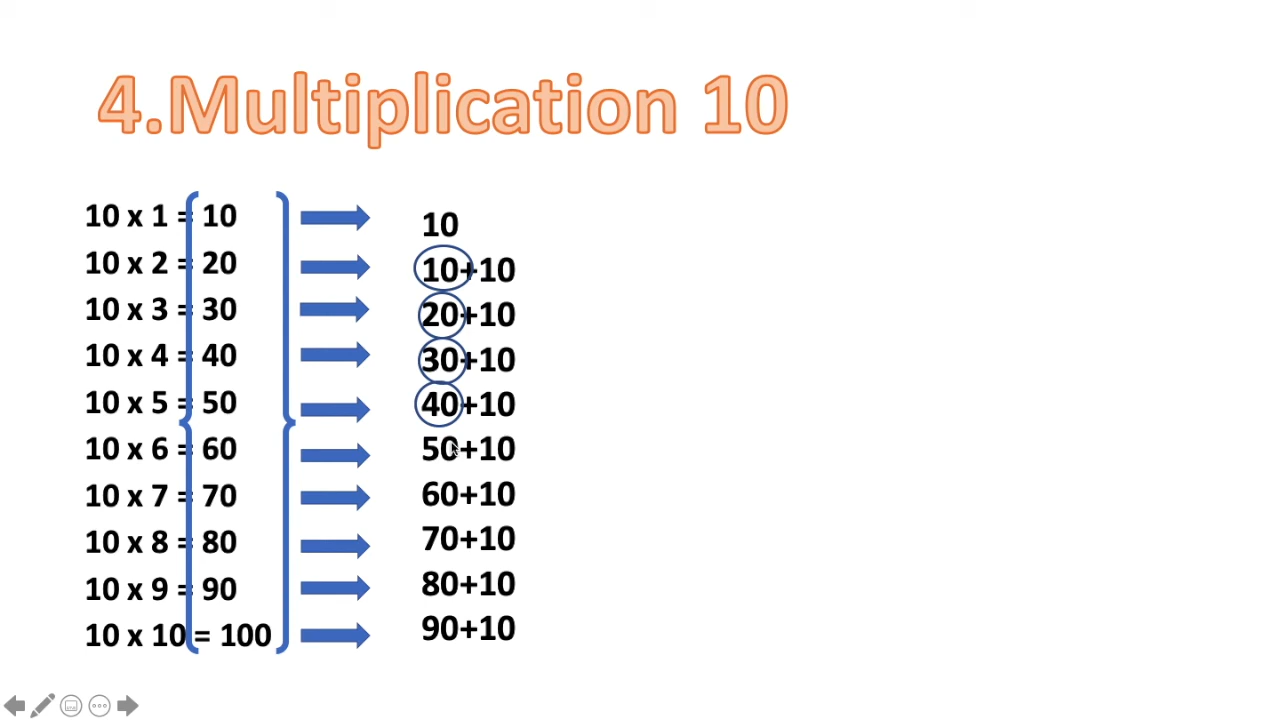 4.Multiplication 10
10 x 1 = 10
10 x 2 = 20
10 x 3 = 30
10 x 4 = 40
10 x 5 = 50
10 x 6 = 60
10 x 7 = 70
10 x 8 = 80
10 x 9 = 90
10 x 10 = 100
10
10+10
20+10
30+10
40+10
50+10
60+10
70+10
80+10
90+10